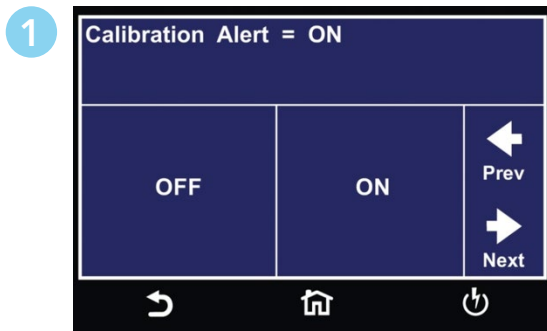 1
Calibration Alert = ON
OFF
ON
Prev
Next